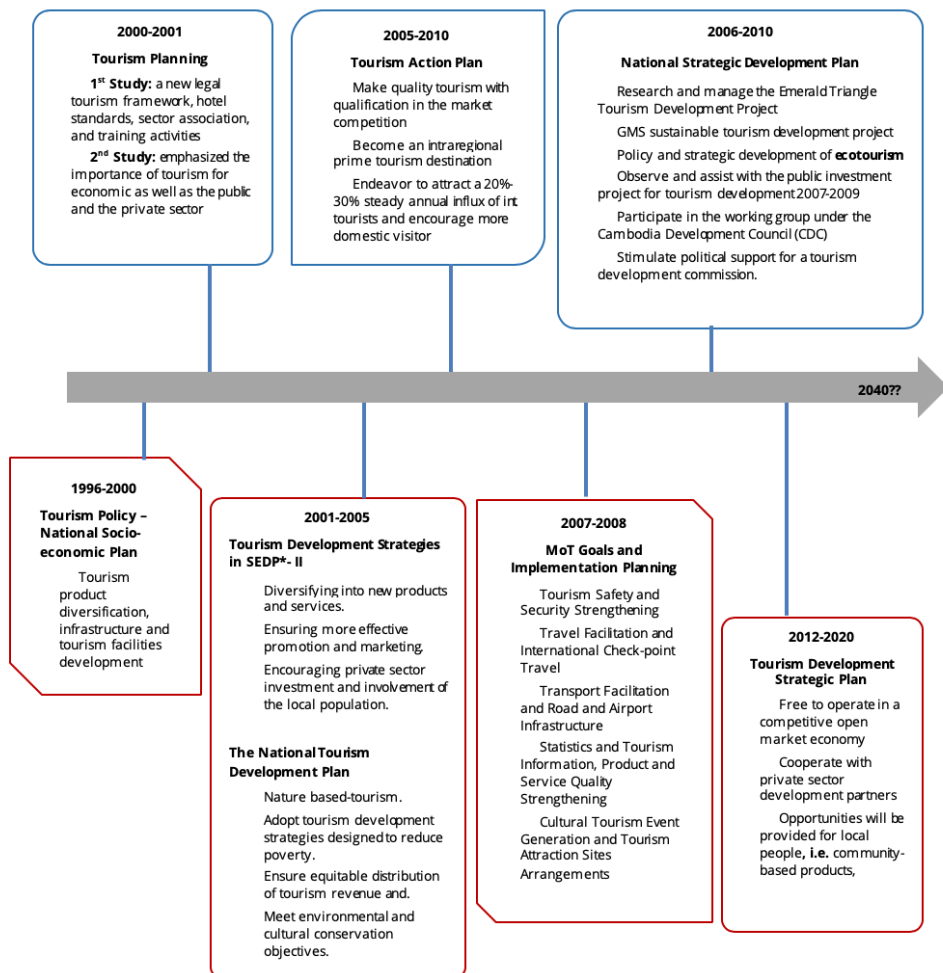 2000-2001
Tourism Planning
1st Study: a new legal
tourism framework, hotel
standards, sector association,
and training activities
2nd Study: emphasized the
importance of tourism for
economic as well as the public
and the private sector
2005-2010
Tourism Action Plan
Make quality tourism with
qualification in the market
competition
Become an intraregional
prime tourism destination
Endeavor to attract a 20%-
30% steady annual influx of int
tourists and encourage more
domestic visitor
2006-2010
National Strategic Development Plan
Research and manage the Emerald Triangle
Tourism Development Project
GMS sustainable tourism development project
Policy and strategic development of ecotourism
Observe and assist with the public investment
project for tourism development 2007-2009
Participate in the working group under the
Cambodia Development Council (CDC)
Stimulate political support for a tourism
development commission.
2040??
1996-2000
Tourism Policy –
National Socio-
economic Plan
Tourism
product
diversification,
infrastructure and
tourism facilities
development
2001-2005
Tourism Development Strategies
in SEDP*- II
Diversifying into new products
and services.
Ensuring more effective
promotion and marketing.
Encouraging private sector
investment and involvement of
the local population.
The National Tourism
Development Plan
Nature based-tourism.
Adopt tourism development
strategies designed to reduce
poverty.
Ensure equitable distribution
of tourism revenue and.
Meet environmental and
cultural conservation
objectives.
2007-2008
MoT Goals and
Implementation Planning
Tourism Safety and
Security Strengthening
Travel Facilitation and
International Check-point
Travel
Transport Facilitation
and Road and Airport
Infrastructure
Statistics and Tourism
Information, Product and
Service Quality
Strengthening
Cultural Tourism Event
Generation and Tourism
Attraction Sites
Arrangements
2012-2020
Tourism Development
Strategic Plan
Free to operate in a
competitive open
market economy
Cooperate with
private sector
development partners
Opportunities will be
provided for local
people, i.e. community-
based products,